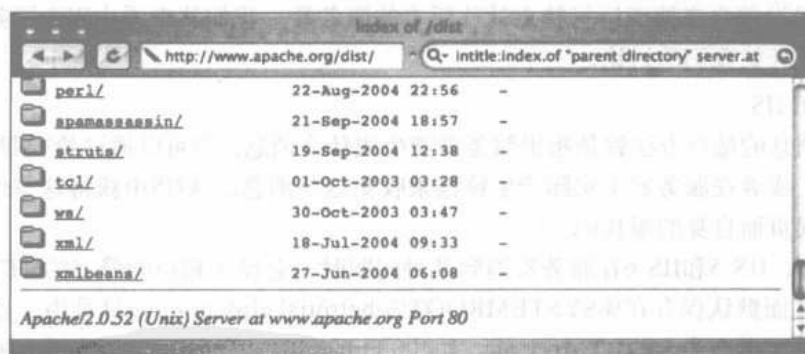 Index of /dist
http://www.apache.org/dist/ intitle:index.of "parent directory" server.at
perl/ 22-Aug-2004 22:56 -
spamassassin/ 21-Sep-2004 18:57 -
struts/ 19-Sep-2004 12:38 -
tcl/ 01-Oct-2003 03:28 -
ws/ 30-Oct-2003 03:47 -
xml/ 18-Jul-2004 09:33 -
xmlbeans/ 27-Jun-2004 06:08 -
Apache/2.0.52 (Unix) Server at www.apache.org Port 80